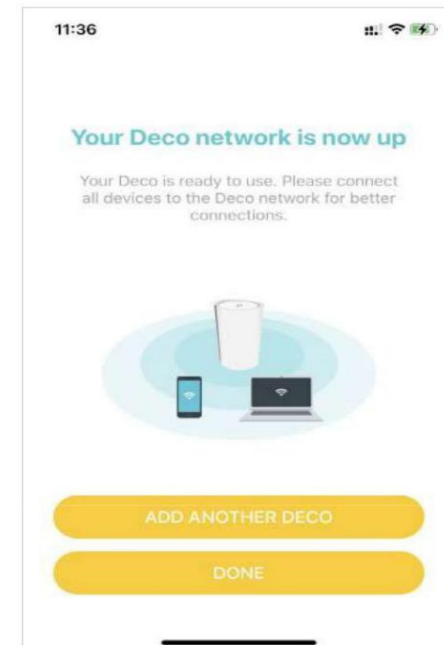 11:36
Your Deco network is now up
Your Deco is ready to use. Please connect
all devices to the Deco network for better
connections.
ADD ANOTHER DECO
DONE